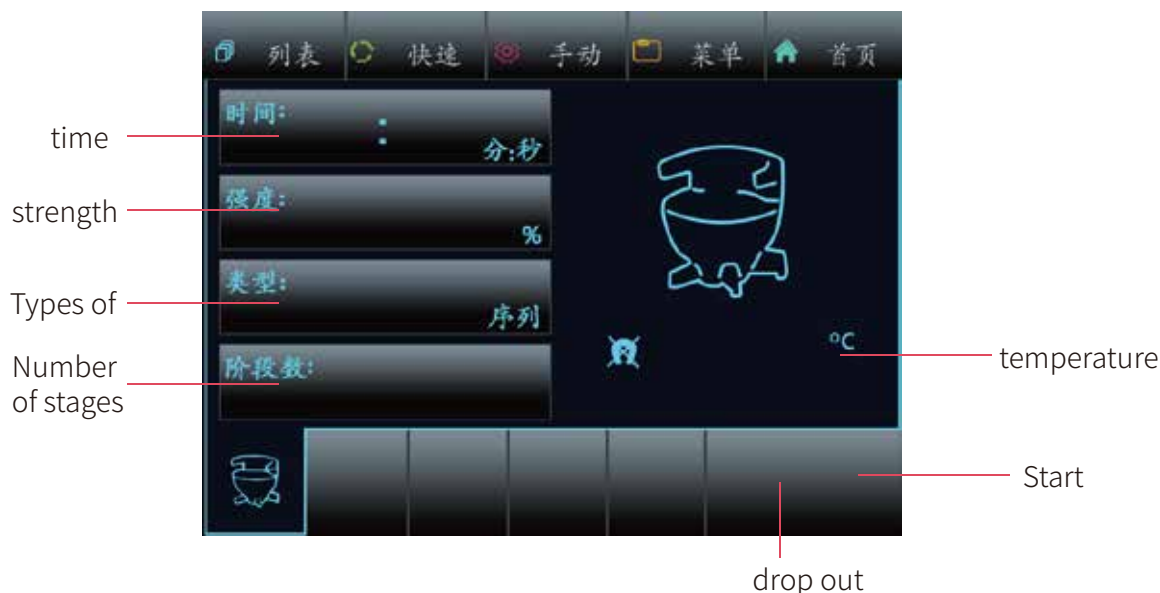 列表 快速 手动 菜单 首页
时间:
:
分:秒
time
强度:
strength
%
类型:
Types of
序列
阶段数:
Number
of stages
°C
temperature
Start
drop out